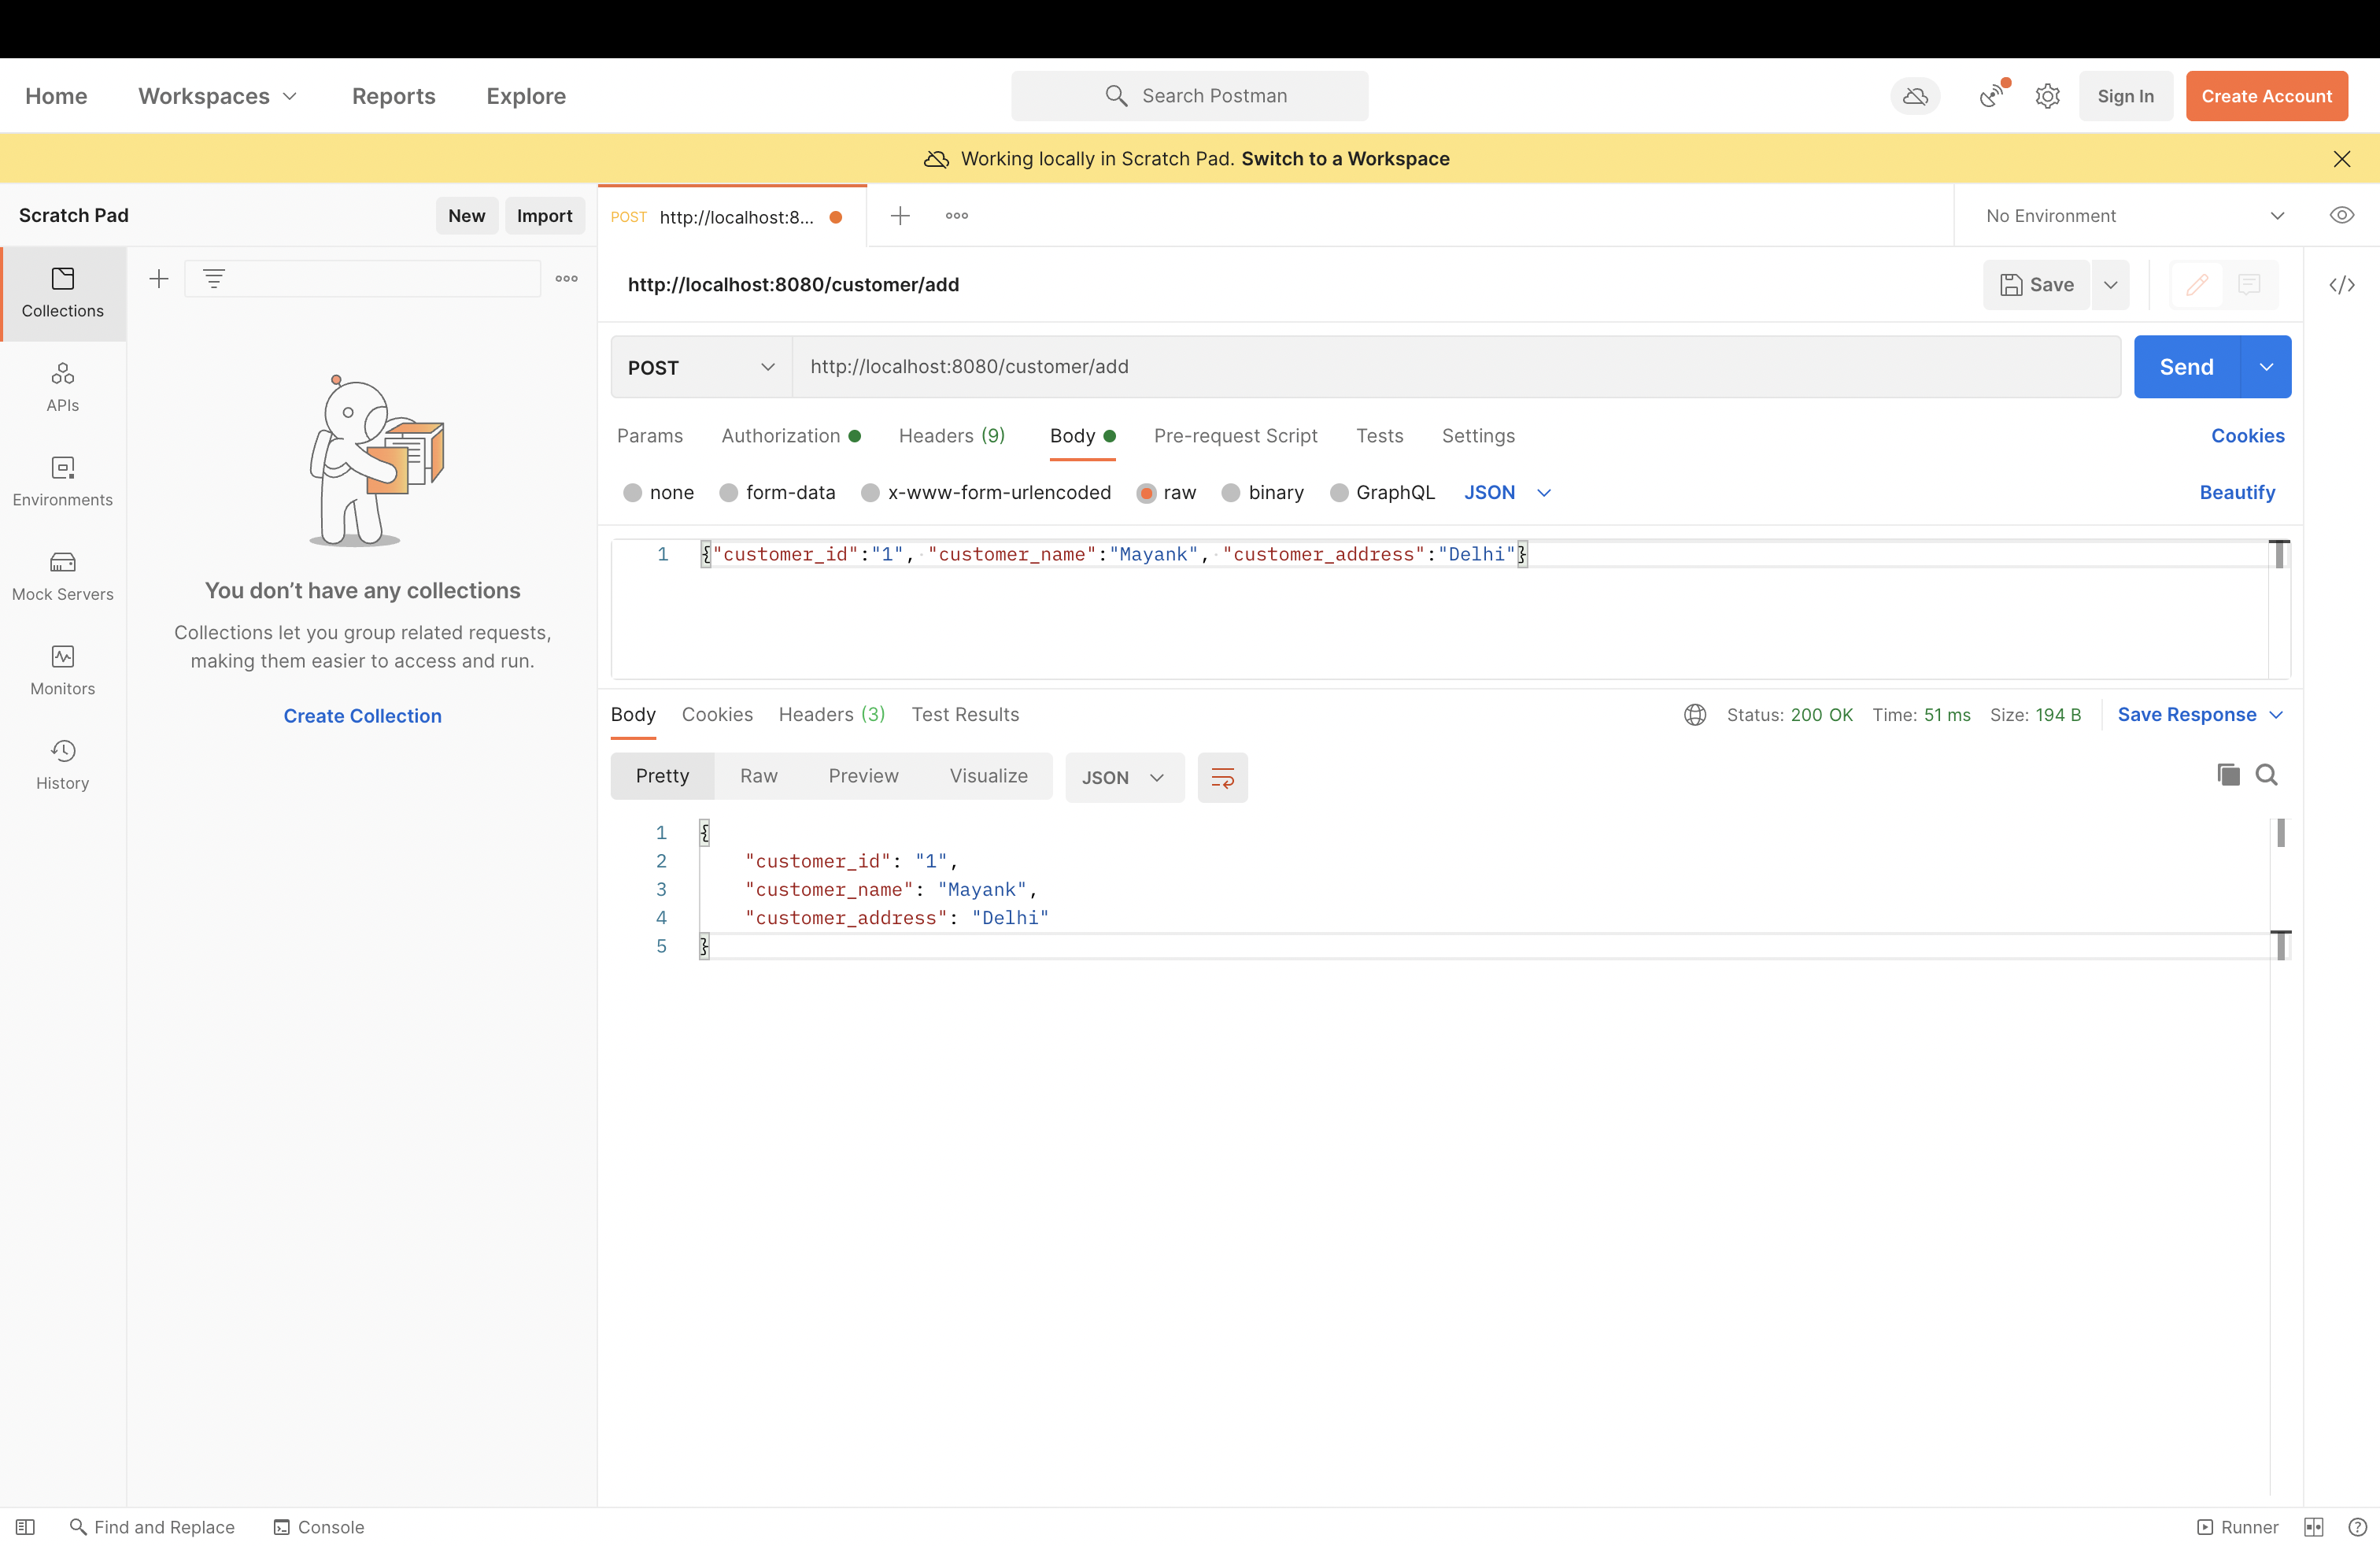 Home Workspaces Reports Explore Search Postman Sign In Create Account
Working locally in Scratch Pad. Switch to a Workspace
Scratch Pad New Import POST http://localhost:8... No Environment
Collections
APIs
Environments
Mock Servers
Monitors
History
You don’t have any collections
Collections let you group related requests,
making them easier to access and run.
Create Collection
http://localhost:8080/customer/add Save
POST http://localhost:8080/customer/add Send
Params Authorization Headers (9) Body Pre-request Script Tests Settings Cookies
none form-data x-www-form-urlencoded raw binary GraphQL JSON Beautify
1 {"customer_id":"1", "customer_name":"Mayank", "customer_address":"Delhi"}
Body Cookies Headers (3) Test Results Status: 200 OK Time: 51 ms Size: 194 B Save Response
Pretty Raw Preview Visualize JSON
1 {
2 "customer_id": "1",
3 "customer_name": "Mayank",
4 "customer_address": "Delhi"
5 }
Find and Replace Console Runner